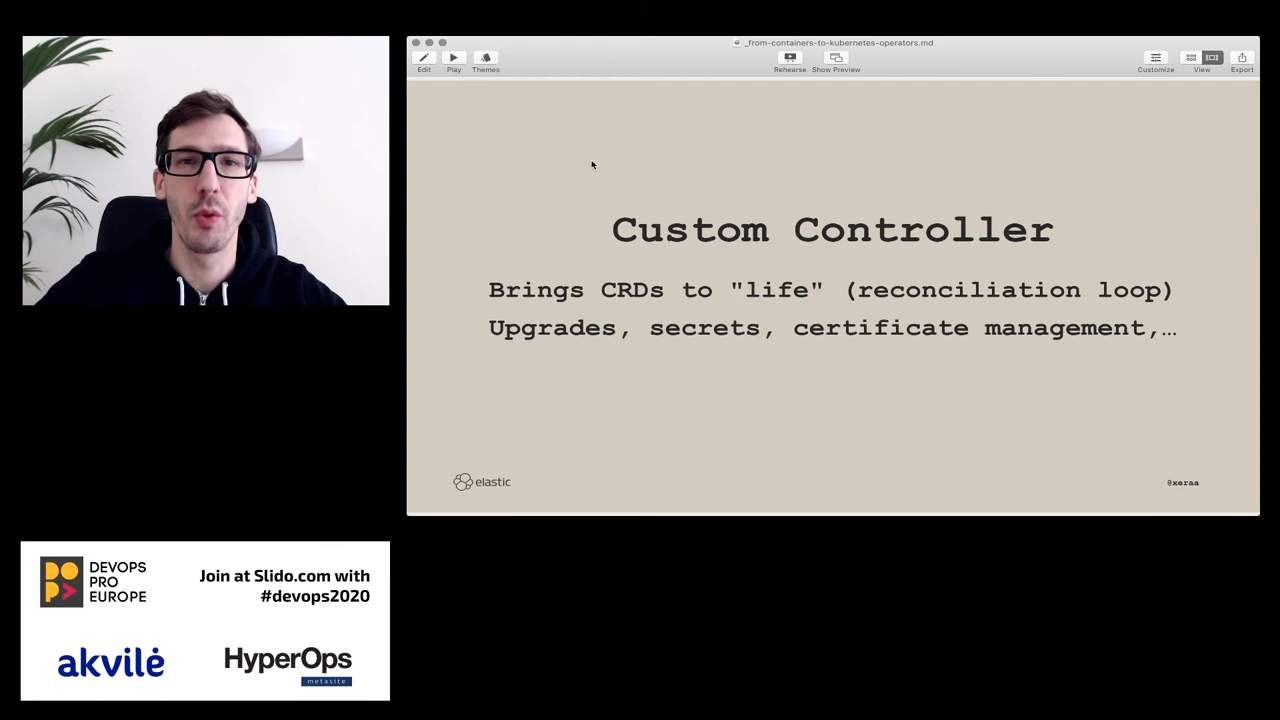 _from-containers-to-kubernetes-operators.md
Edit
Play
Themes
Rehearse
Show Preview
Customize
View
Export
Custom Controller
Brings CRDs to "life" (reconciliation loop)
Upgrades, secrets, certificate management,…
elastic
@xeraa
DEVOPS
PRO
EUROPE
Join at Slido.com with
#devops2020
akvilė
HyperOps
metasite